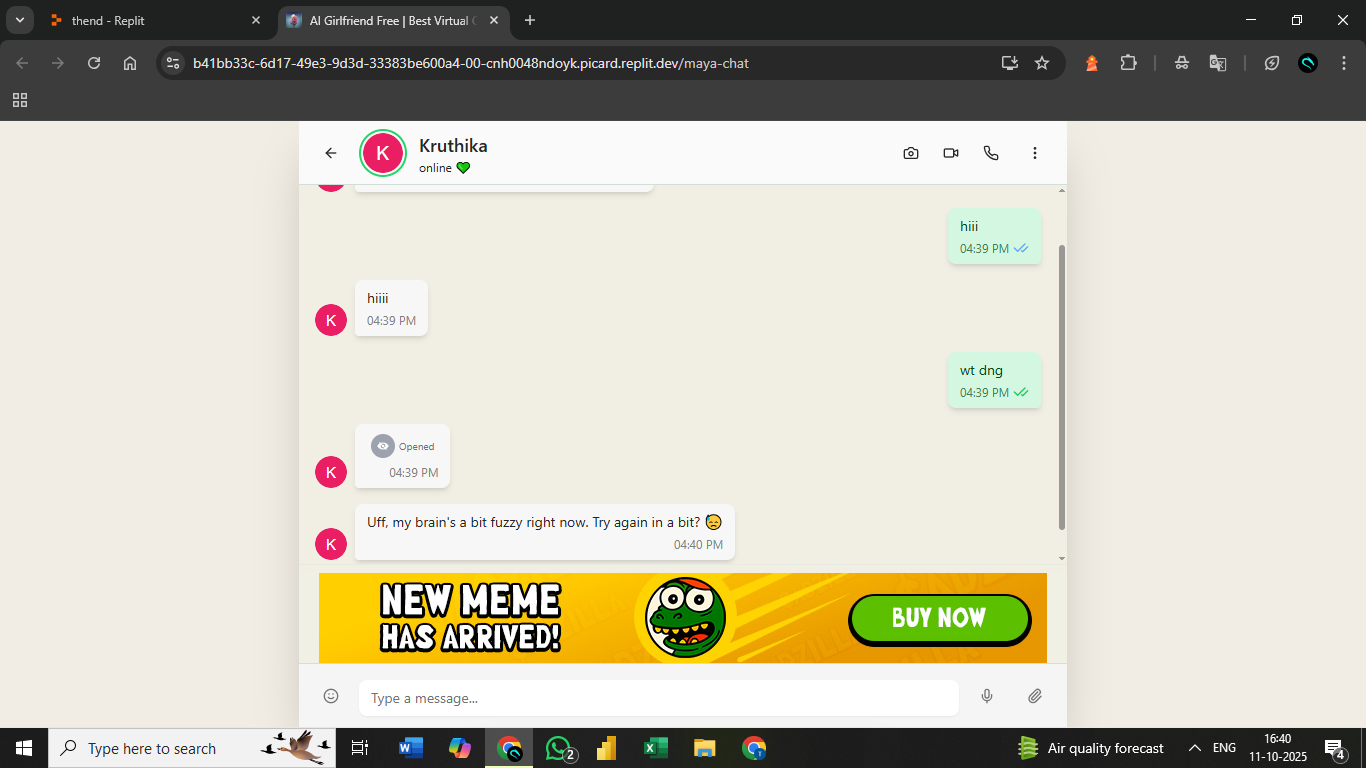 thend - Replit
AI Girlfriend Free | Best Virtual
b41bb33c-6d17-49e3-9d3d-33383be600a4-00-cnh0048ndoyk.picard.replit.dev/maya-chat
K
Kruthika
online
hiii
04:39 PM
K
hiiii
04:39 PM
wt dng
04:39 PM
K
Opened
04:39 PM
K
Uff, my brain's a bit fuzzy right now. Try again in a bit?
04:40 PM
NEW MEME
HAS ARRIVED!
BUY NOW
Type a message...
Type here to search
2
Air quality forecast
ENG
16:40
11-10-2025
4